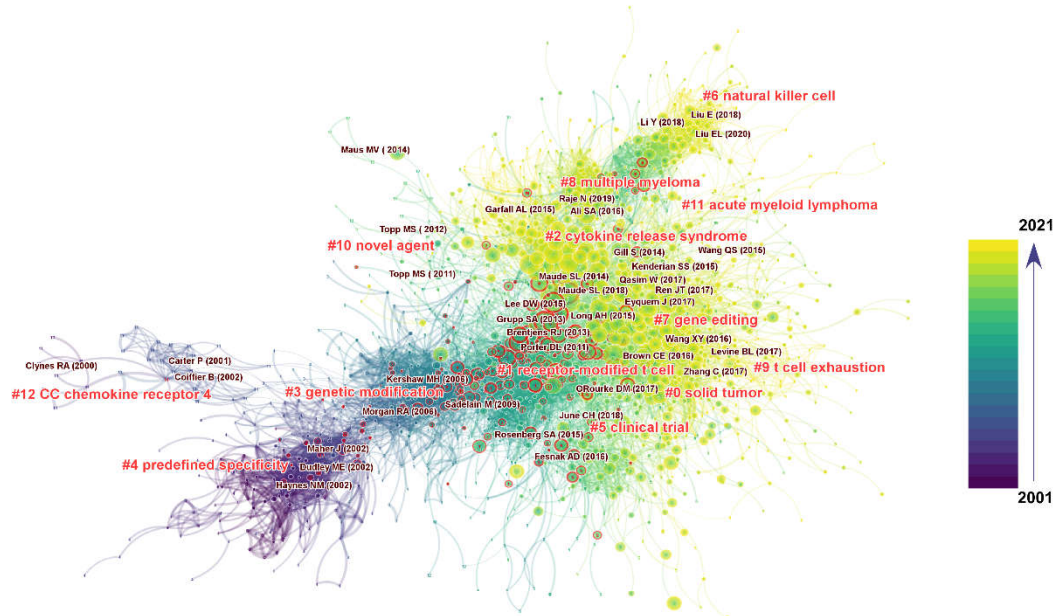 #6 natural killer cell
Liu E (2018)
Li Y (2018)
Liu EL (2020)
Maus MV ( 2014)
#8 multiple myeloma
Raje N (2019)
#11 acute myeloid lymphoma
Garfall AL (2015)
Ali SA (2016)
Topp MS ( 2012)
#2 cytokine release syndrome
2021
#10 novel agent
Gill S (2014)
Wang QS (2015)
Kenderian SS (2015)
Topp MS ( 2011)
Maude SL (2014)
Qasim W (2017)
Maude SL (2018)
Ren JT (2017)
Lee DW (2015)
Eyquem J (2017)
Grupp SA (2013)
Long AH (2015)
#7 gene editing
Brentjens RJ (2013)
Wang XY (2016)
Porter DL (2011)
Brown CE (2016)
Levine BL (2017)
Clynes RA (2000)
Carter P (2001)
#1 receptor-modified t cell
Zhang C (2017)
#9 t cell exhaustion
Coiffier B (2002)
Kershaw MH (2006)
#12 CC chemokine receptor 4
#3 genetic modification
ORourke DM (2017)
#0 solid tumor
Sadelain M (2009)
Morgan RA (2006)
June CH (2018)
#5 clinical trial
Rosenberg SA (2015)
Maher J (2002)
Fesnak AD (2016)
#4 predefined specificity
Dudley ME (2002)
Haynes NM (2002)
2001